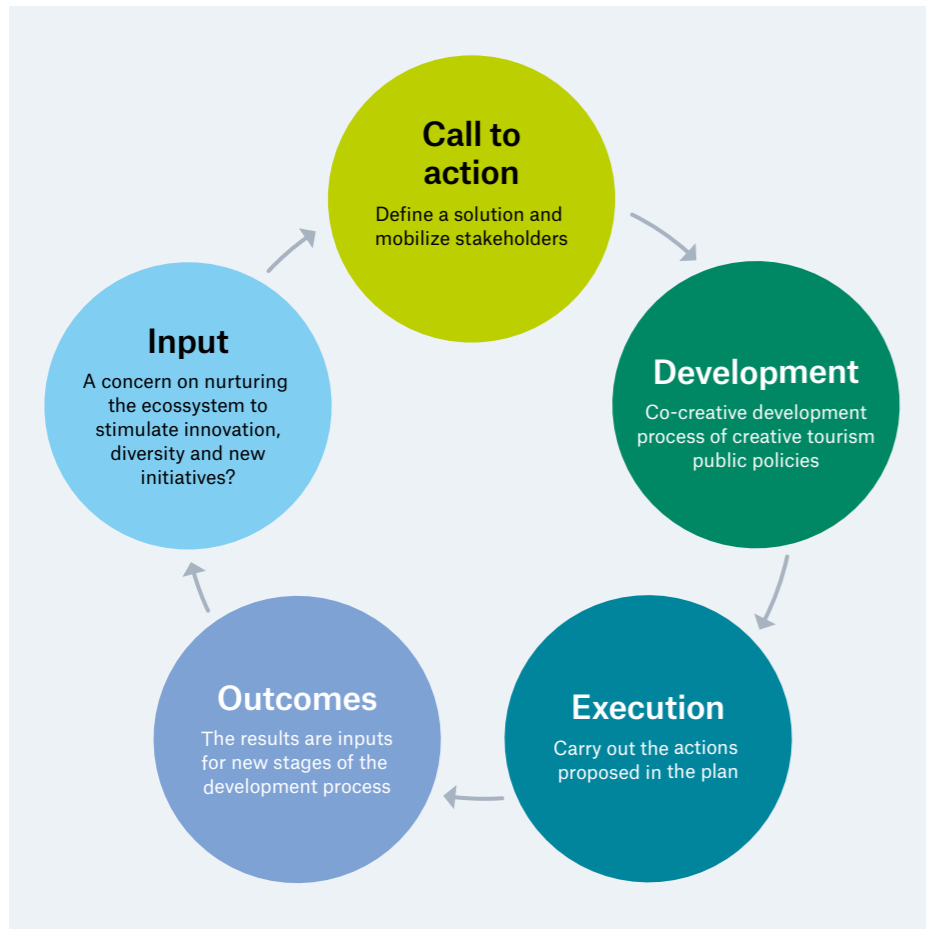 Call to
action
Define a solution and
mobilize stakeholders
Input
A concern on nurturing
the ecosystem to
stimulate innovation,
diversity and new
initiatives?
Development
Co-creative development
process of creative tourism
public policies
Outcomes
The results are inputs
for new stages of the
development process
Execution
Carry out the actions
proposed in the plan